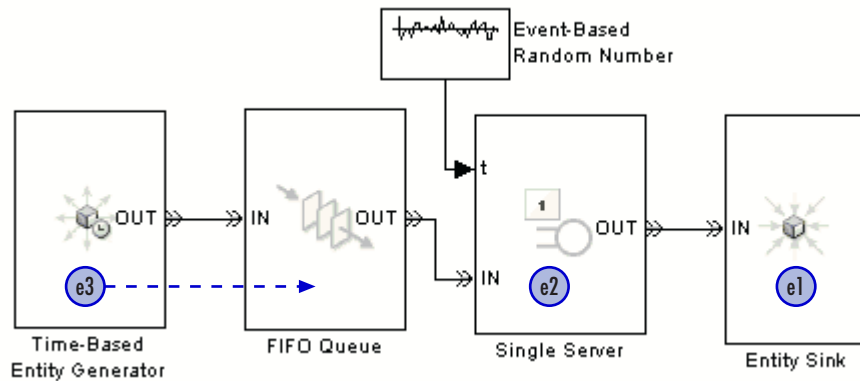 Event-Based
Random Number
OUT
IN
OUT
t
1
IN
OUT
IN
e3
e2
e1
Time-Based
Entity Generator
FIFO Queue
Single Server
Entity Sink